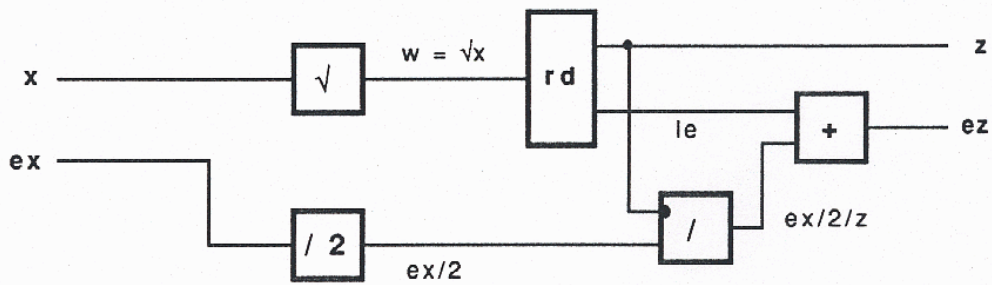 w = √x
z
x
√
rd
le
+
ez
ex
/
ex/2/z
/ 2
ex/2